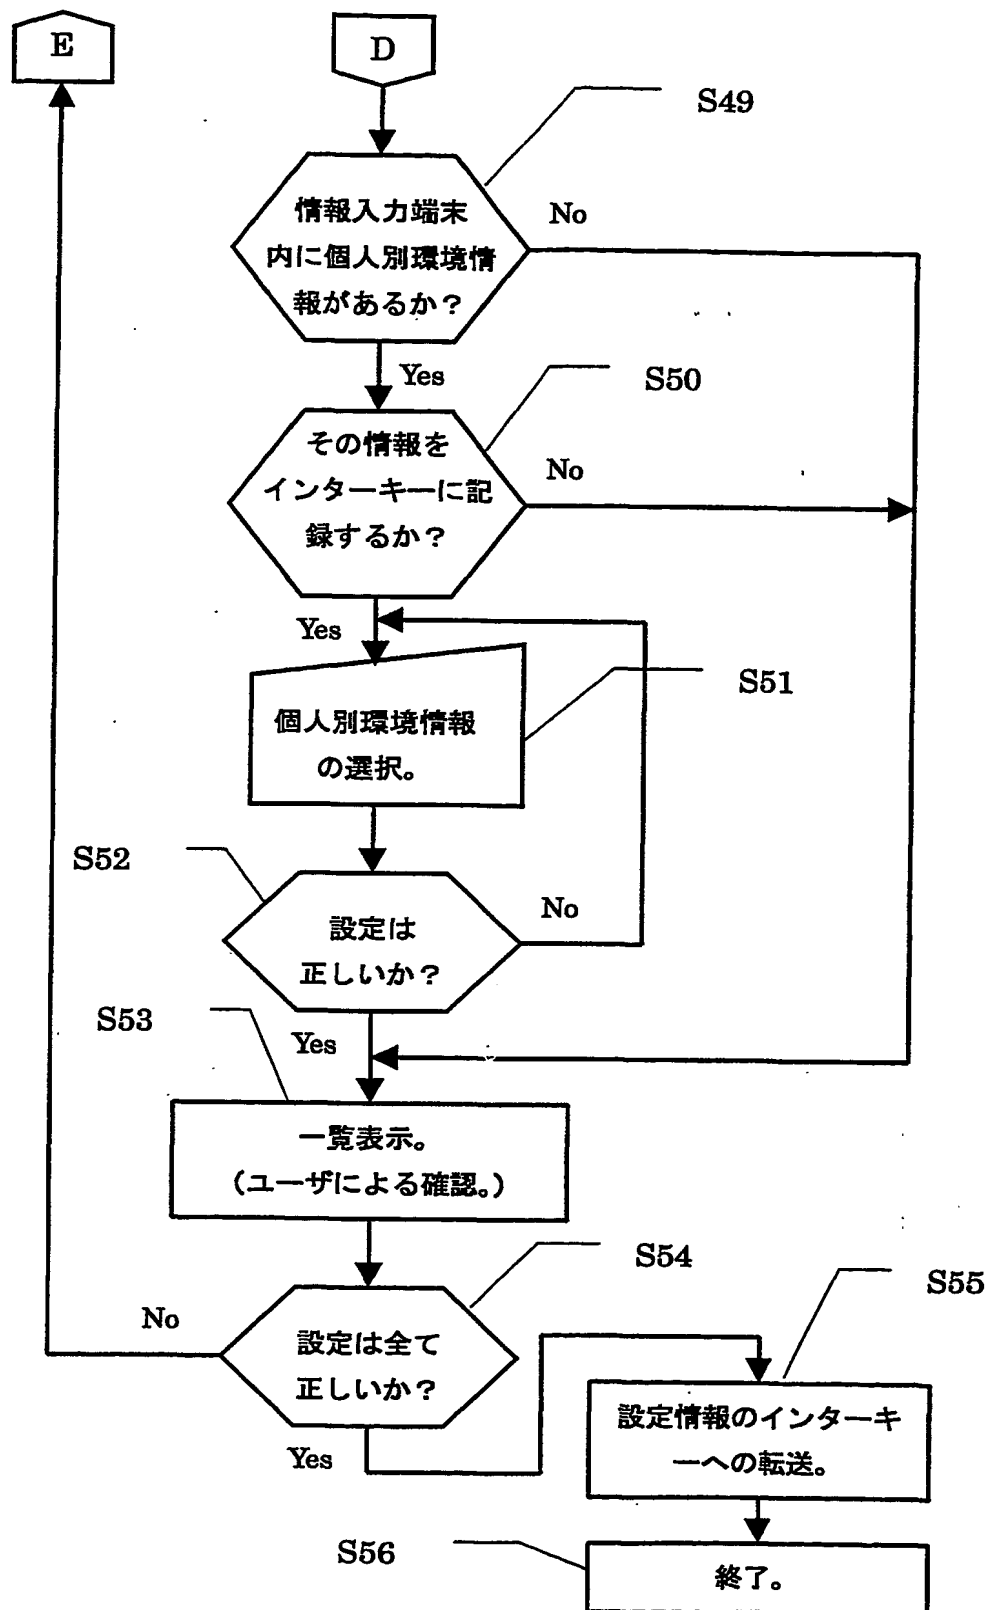 E
D
S49
情報入力端末
内に個人別環境情
報があるか？
No
Yes
S50
その情報を
インターキーに記
録するか？
No
Yes
S51
個人別環境情報
の選択。
S52
設定は
正しいか？
No
S53
Yes
一覧表示。
（ユーザによる確認。）
S54
設定は全て
正しいか？
No
Yes
S55
設定情報のインターキ
ーへの転送。
S56
終了。